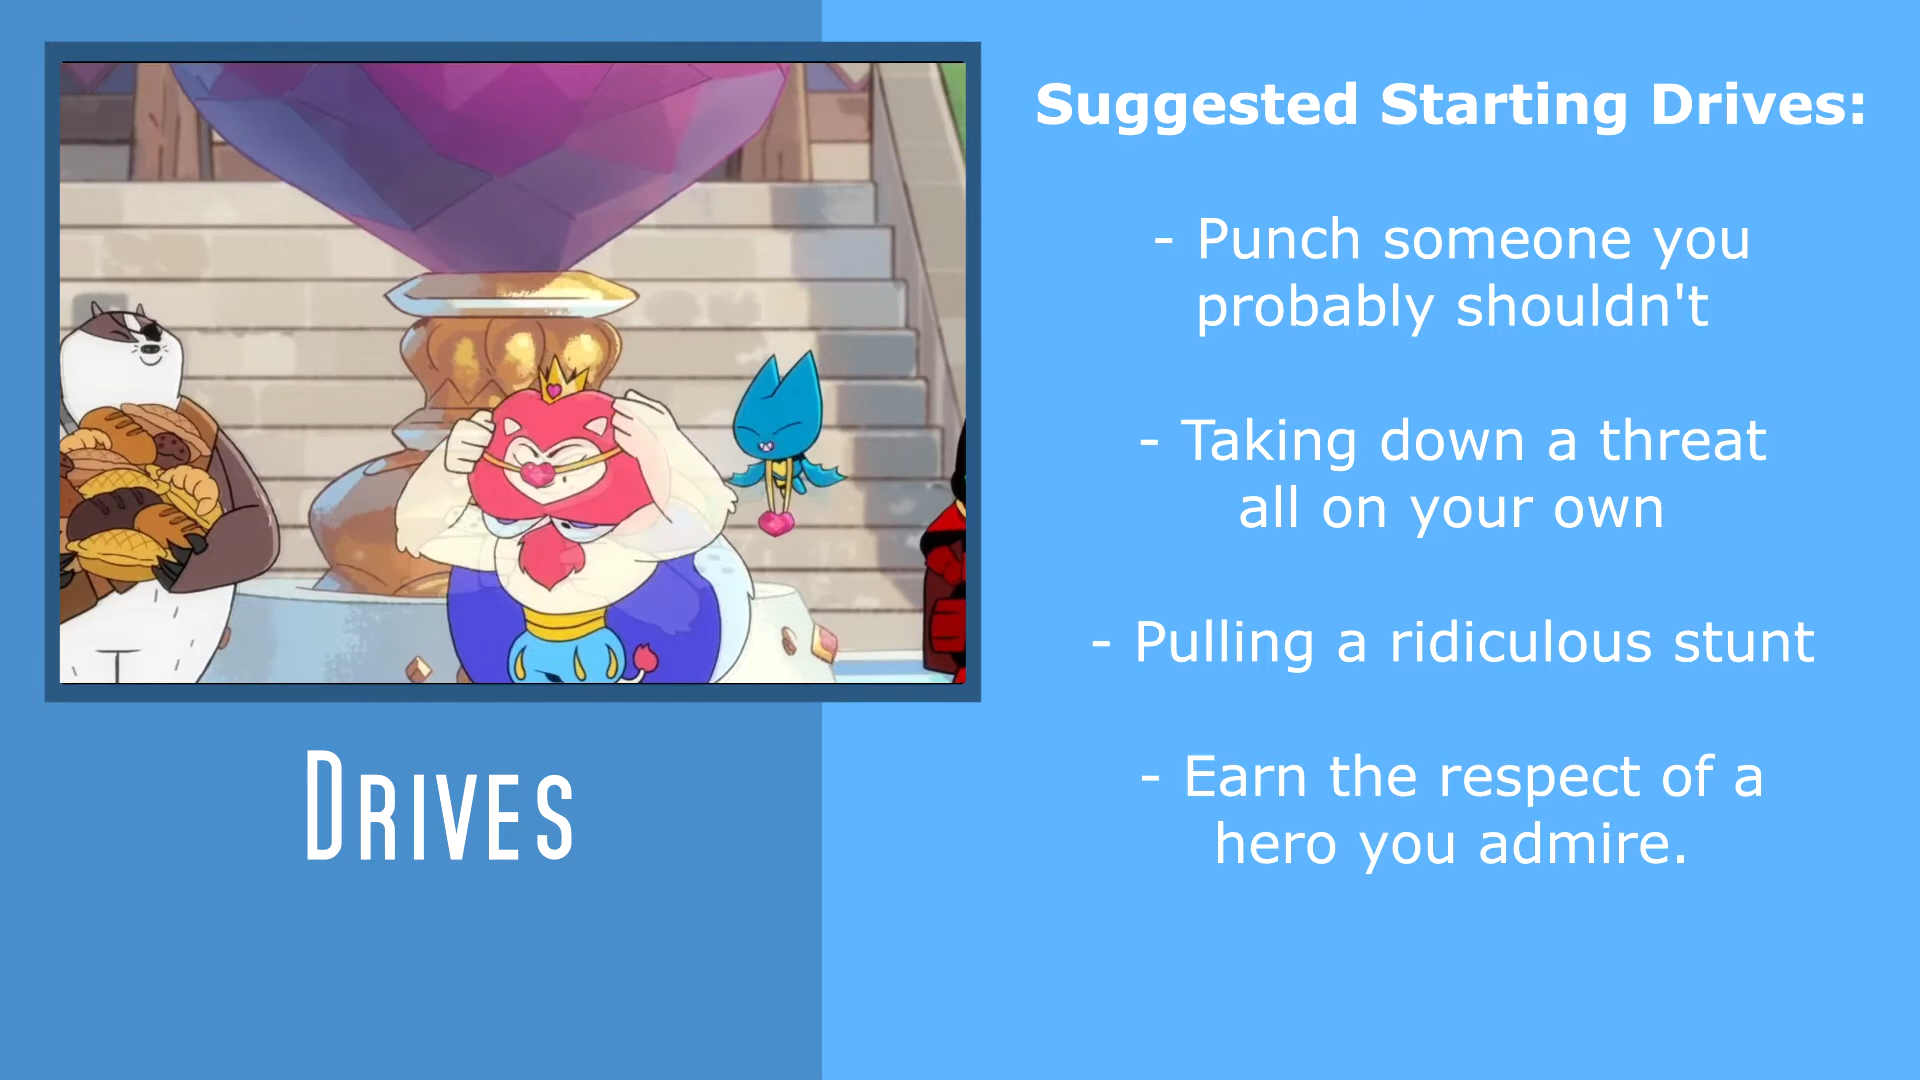 Suggested Starting Drives:
- Punch someone you
probably shouldn't
- Taking down a threat
all on your own
- Pulling a ridiculous stunt
- Earn the respect of a
hero you admire.
DRIVES